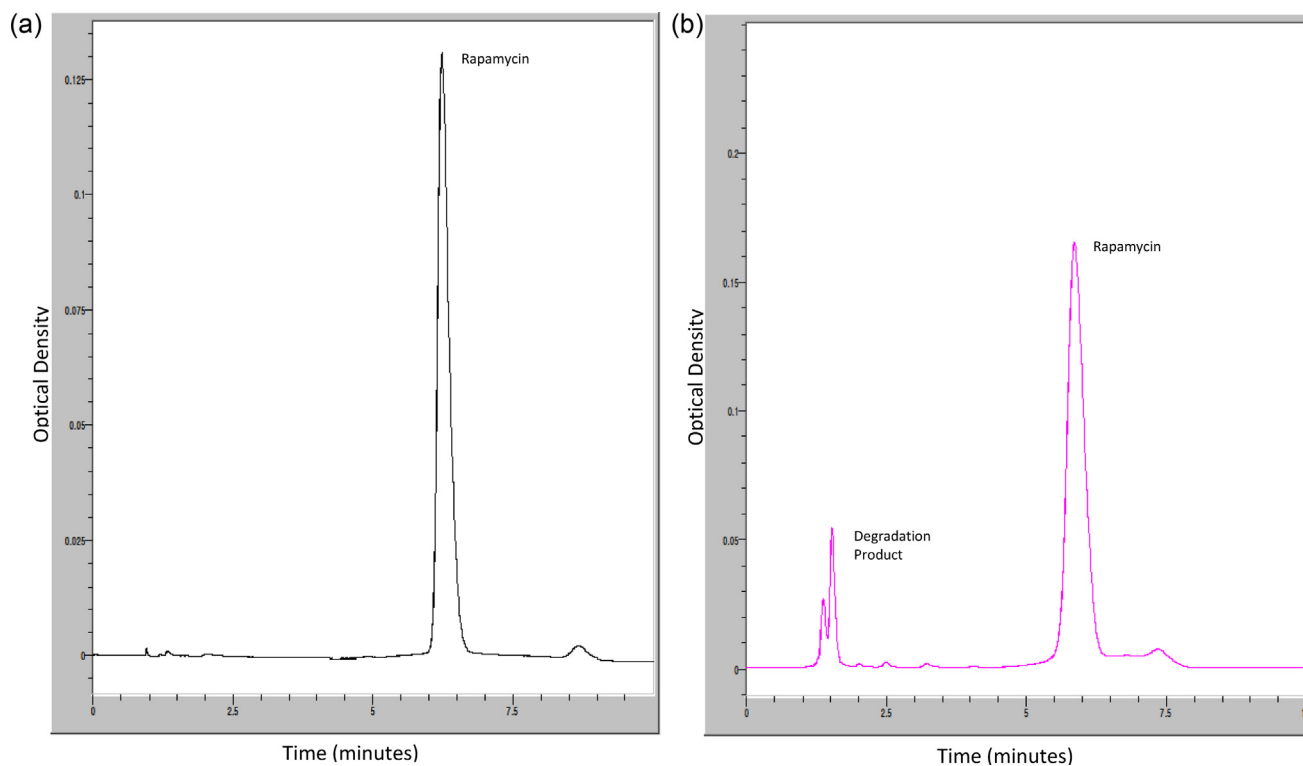 (a)
Rapamycin
0.125
0.1
0.075
0.05
0.025
0
Optical Density
0
2.5
5
7.5
Time (minutes)
(b)
0.2
Rapamycin
0.15
0.1
Optical Density
0.05
Degradation
Product
0
0
2.5
5
7.5
Time (minutes)